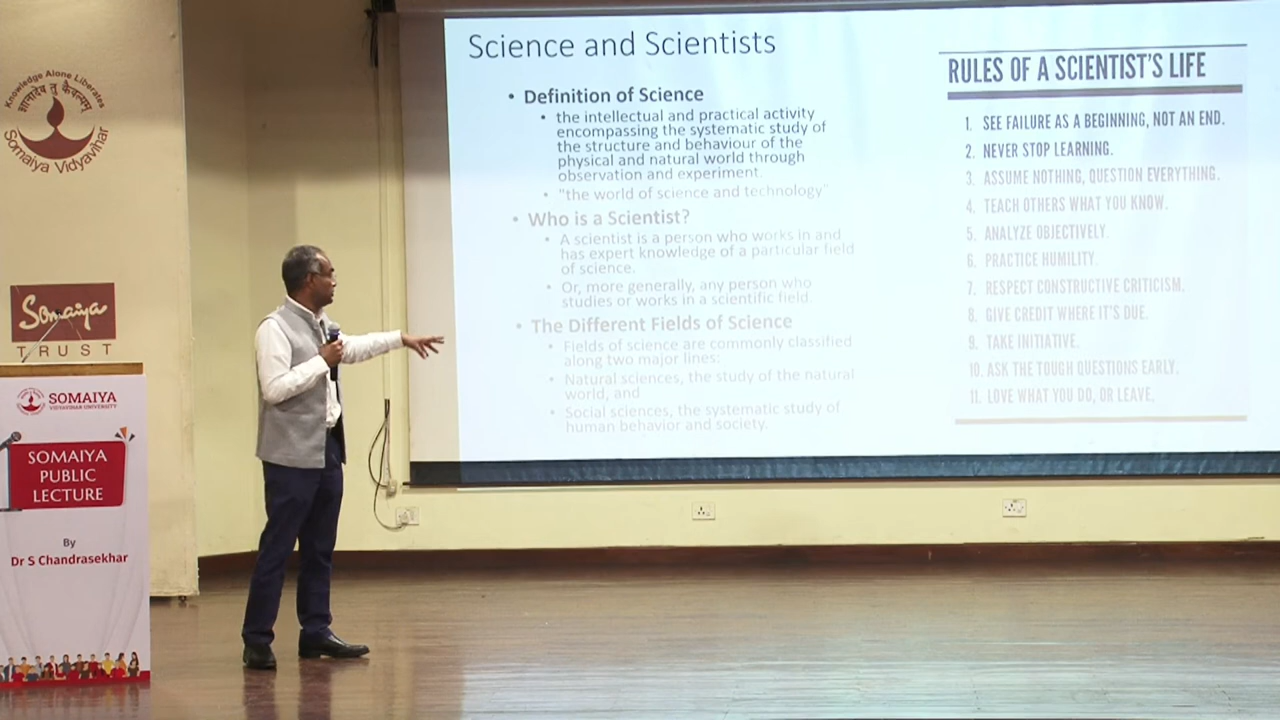 Knowledge Alone Liberates
ज्ञानादेव तु कैवल्यम्
Somaiya Vidyavihar
Somaiya
TRUST
SOMAIYA
VIDYAVIHAR UNIVERSITY
SOMAIYA
PUBLIC
LECTURE
By
Dr S Chandrasekhar
Science and Scientists
• Definition of Science
• the intellectual and practical activity
encompassing the systematic study of
the structure and behaviour of the
physical and natural world through
observation and experiment.
• "the world of science and technology"
• Who is a Scientist?
• A scientist is a person who works in and
has expert knowledge of a particular field
of science.
• Or, more generally, any person who
studies or works in a scientific field.
• The Different Fields of Science
• Fields of science are commonly classified
along two major lines:
• Natural sciences, the study of the natural
world, and
• Social sciences, the systematic study of
human behavior and society.
RULES OF A SCIENTIST'S LIFE
1. SEE FAILURE AS A BEGINNING, NOT AN END.
2. NEVER STOP LEARNING.
3. ASSUME NOTHING, QUESTION EVERYTHING.
4. TEACH OTHERS WHAT YOU KNOW.
5. ANALYZE OBJECTIVELY.
6. PRACTICE HUMILITY.
7. RESPECT CONSTRUCTIVE CRITICISM.
8. GIVE CREDIT WHERE IT'S DUE.
9. TAKE INITIATIVE.
10. ASK THE TOUGH QUESTIONS EARLY.
11. LOVE WHAT YOU DO, OR LEAVE.